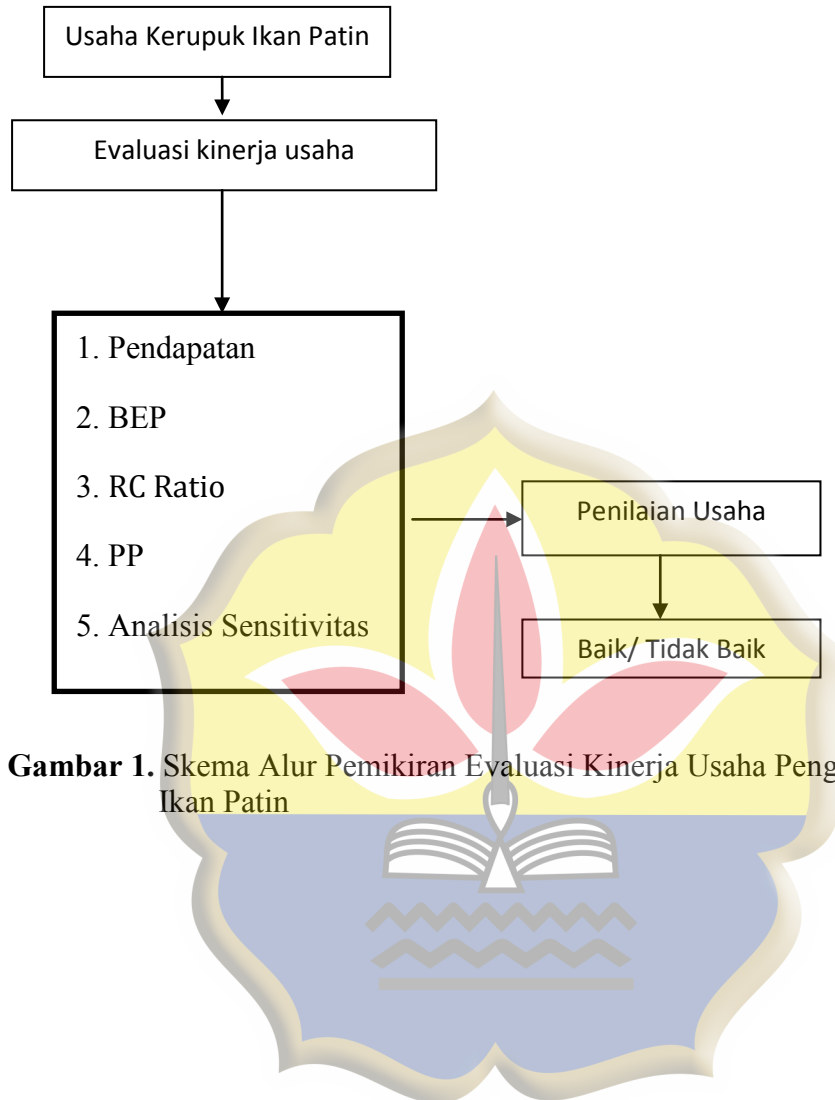 Usaha Kerupuk Ikan Patin
Evaluasi kinerja usaha
1. Pendapatan
2. BEP
3. RC Ratio
4. PP
5. Analisis Sensitivitas
Penilaian Usaha
Baik/ Tidak Baik
Gambar 1. Skema Alur Pemikiran Evaluasi Kinerja Usaha Peng
Ikan Patin